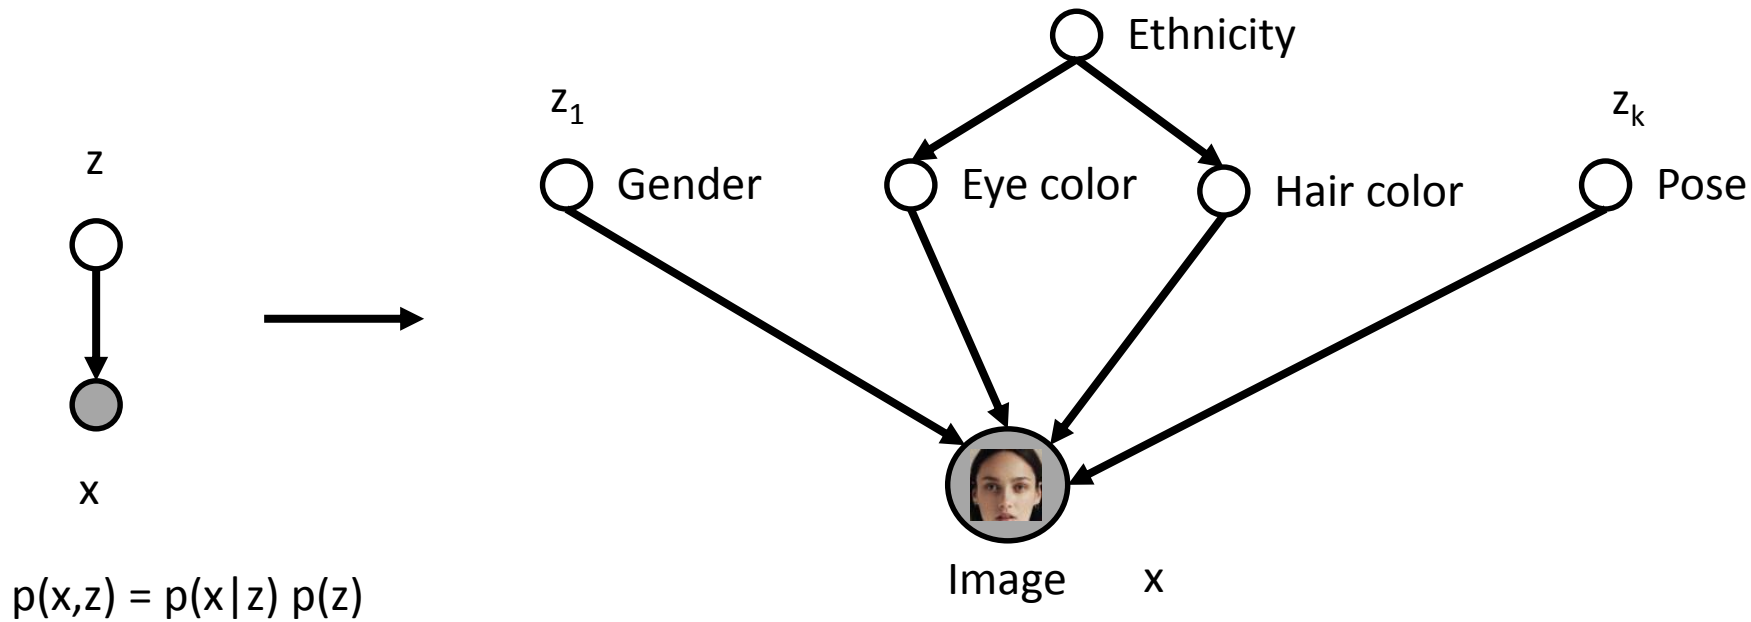 Ethnicity
z1
zk
z
Gender
Eye color
Hair color
Pose
x
Image
x
p(x,z) = p(x|z) p(z)